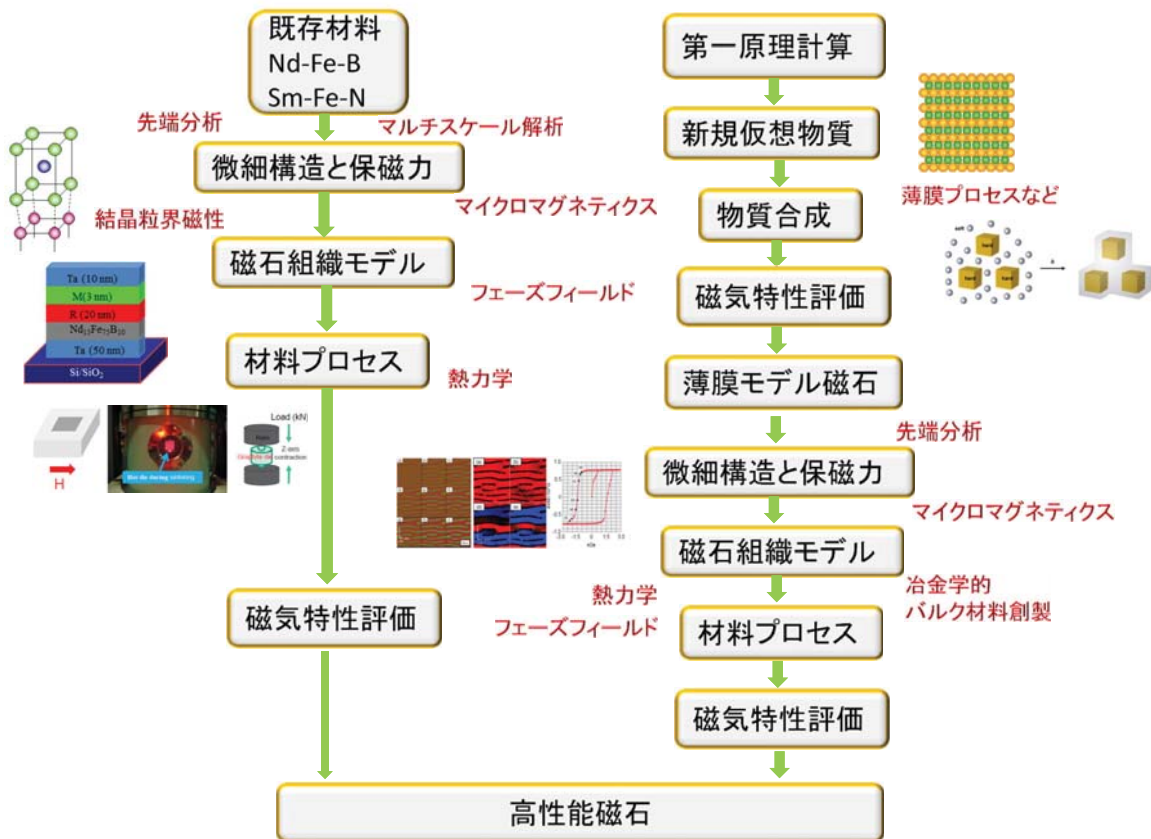 既存材料
Nd-Fe-B
Sm-Fe-N
先端分析
マルチスケール解析
微細構造と保磁力
マイクロマグネティクス
結晶粒界磁性
磁石組織モデル
フェーズフィールド
Ta (10 nm)
M(3 nm)
R (20 nm)
Nd₁₅Fe₇₅B₁₀
Ta (50 nm)
Si/SiO₂
材料プロセス
熱力学
H
Hot die during sintering
Load (kN)
Z-axis
contraction
磁気特性評価
第一原理計算
新規仮想物質
薄膜プロセスなど
物質合成
磁気特性評価
薄膜モデル磁石
先端分析
微細構造と保磁力
マイクロマグネティクス
磁石組織モデル
熱力学
フェーズフィールド
冶金学的
バルク材料創製
材料プロセス
磁気特性評価
高性能磁石